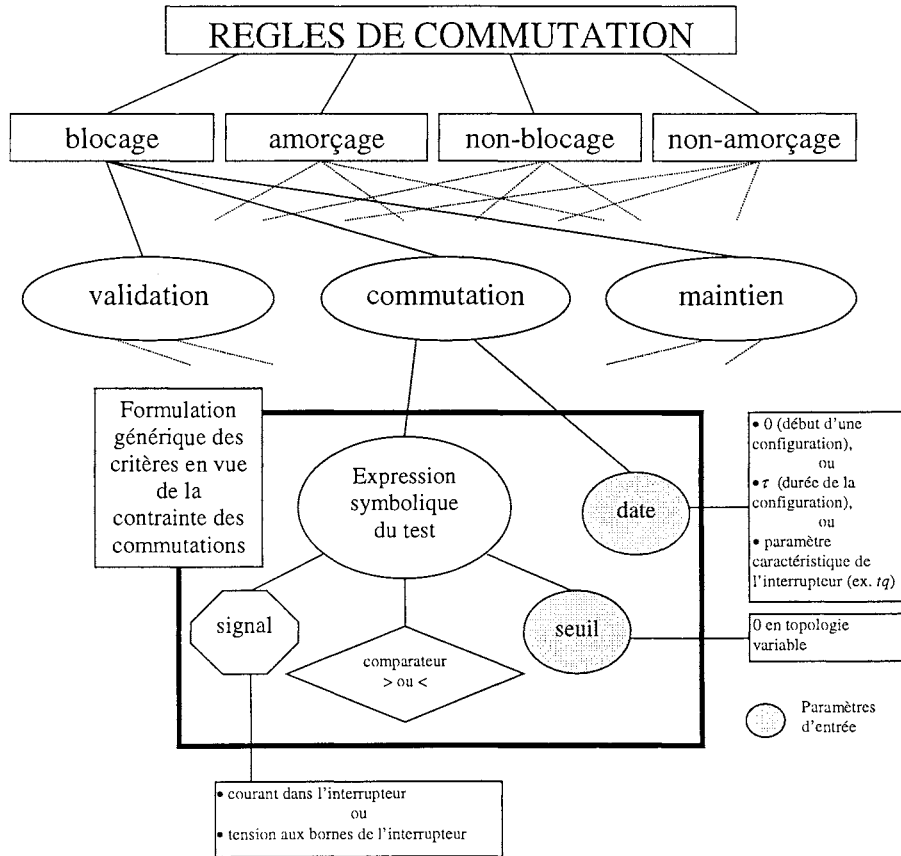 REGLES DE COMMUTATION
blocage
amorçage
non-blocage
non-amorçage
validation
commutation
maintien
Formulation
générique des
critères en vue
de la
contrainte des
commutations
Expression
symbolique
du test
date
• 0 (début d'une
configuration),
ou
• τ (durée de la
configuration),
ou
• paramètre
caractéristique de
l'interrupteur (ex. tq)
signal
comparateur
> ou <
seuil
0 en topologie
variable
Paramètres
d'entrée
• courant dans l'interrupteur
ou
• tension aux bornes de l'interrupteur